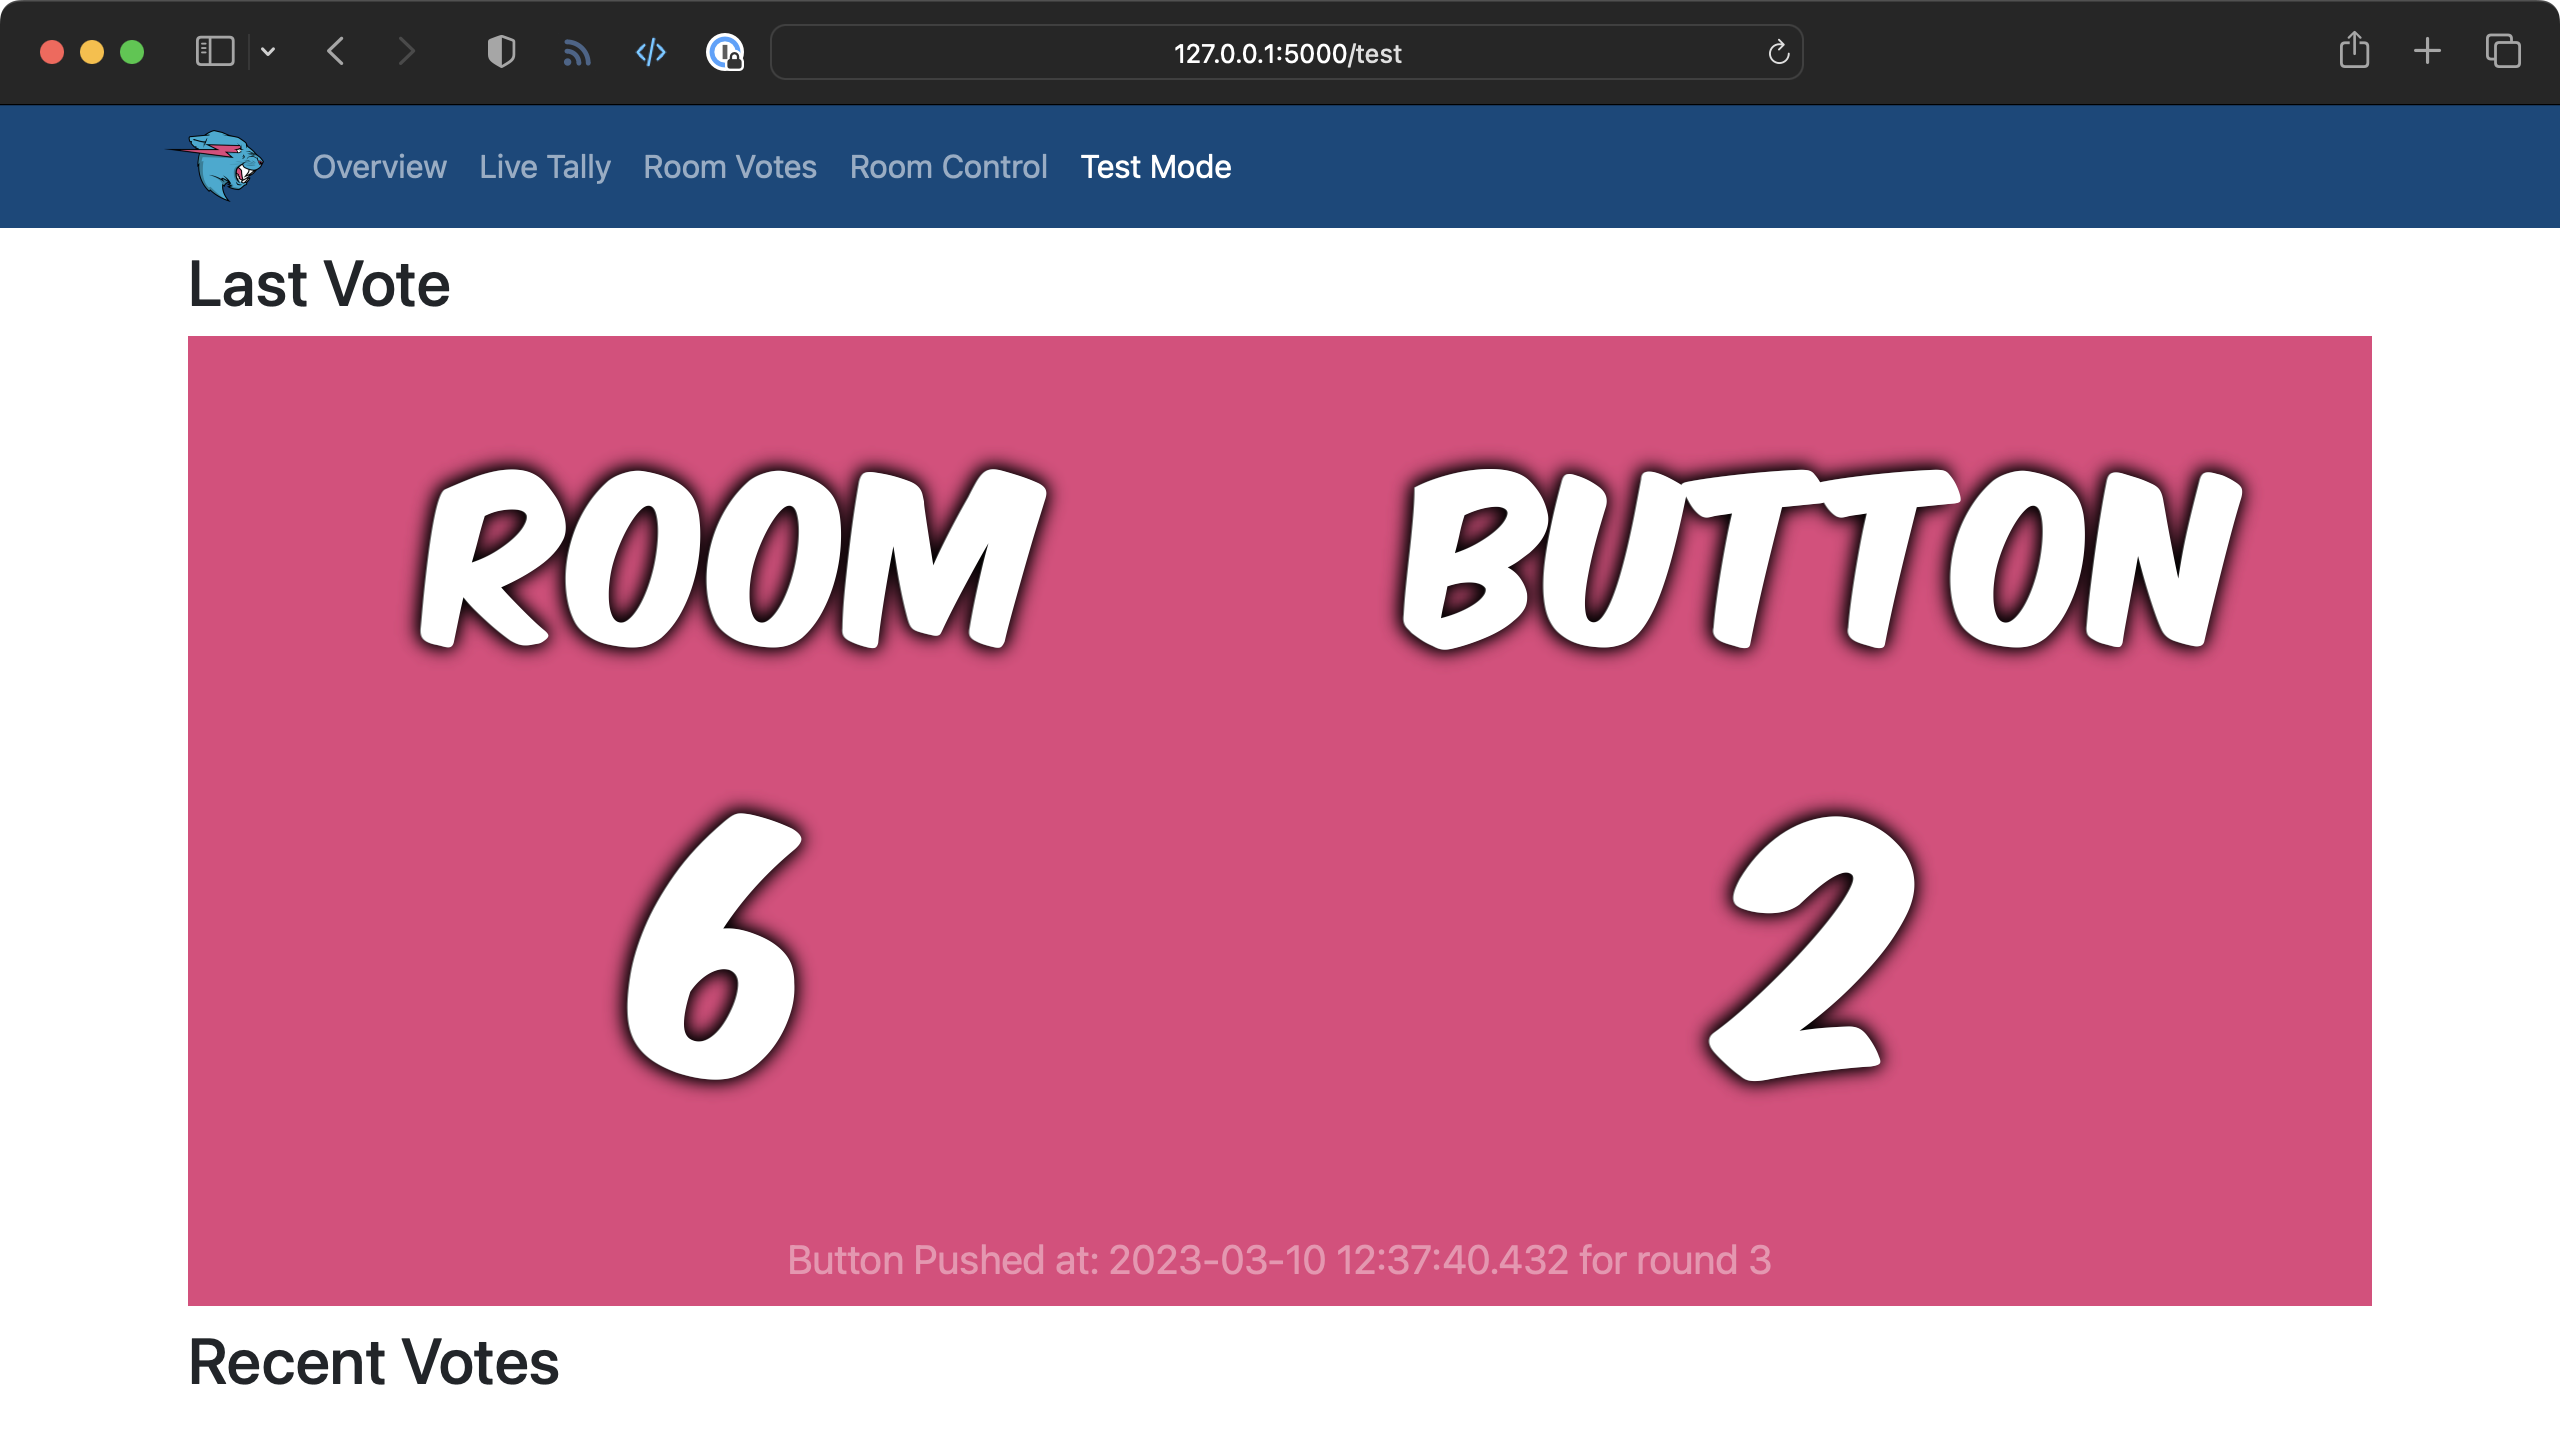 127.0.0.1:5000/test
Overview Live Tally Room Votes Room Control Test Mode
Last Vote
ROOM BUTTON
6 2
Button Pushed at: 2023-03-10 12:37:40.432 for round 3
Recent Votes